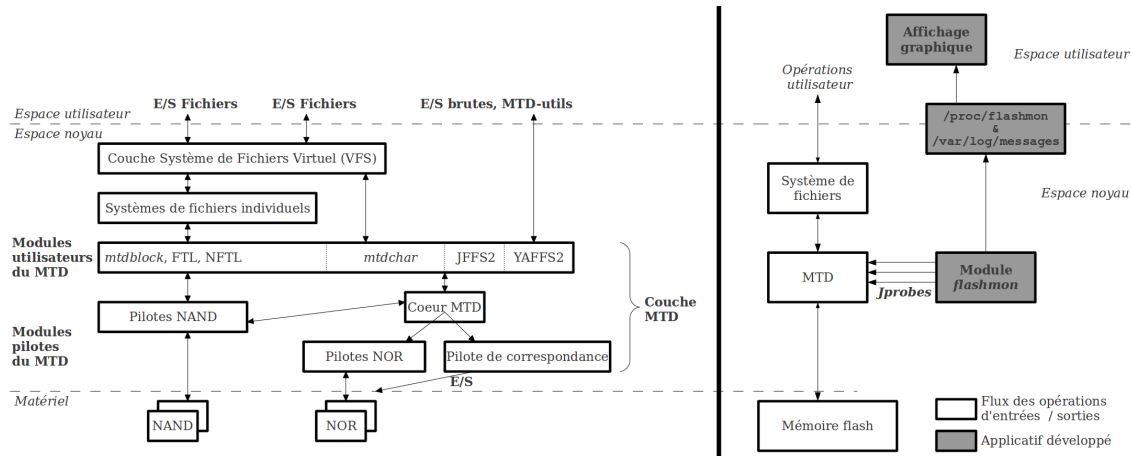 E/S Fichiers
E/S Fichiers
E/S brutes, MTD-utils
Espace utilisateur
Espace noyau
Couche Système de Fichiers Virtuel (VFS)
Systèmes de fichiers individuels
Modules
utilisateurs
du MTD
mtdblock, FTL, NFTL
mtdchar
JFFS2
YAFFS2
Pilotes NAND
Coeur MTD
Couche
MTD
Modules
pilotes
du MTD
Pilotes NOR
Pilote de correspondance
E/S
Matériel
NAND
NOR
Affichage
graphique
Espace utilisateur
Opérations
utilisateur
/proc/flashmon
&
/var/log/messages
Système de
fichiers
Espace noyau
MTD
Jprobes
Module
flashmon
Mémoire flash
Flux des opérations
d'entrées / sorties
Applicatif développé